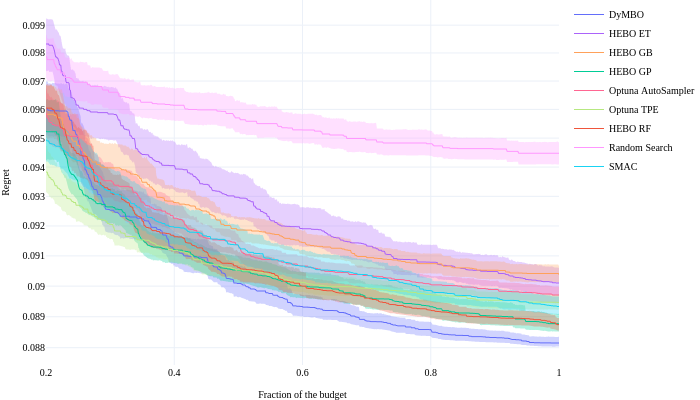 0.099
0.098
0.097
0.096
0.095
0.094
0.093
0.092
0.091
0.09
0.089
0.088
Regret
0.2
0.4
0.6
0.8
1
Fraction of the budget
DyMBO
HEBO ET
HEBO GB
HEBO GP
Optuna AutoSampler
Optuna TPE
HEBO RF
Random Search
SMAC